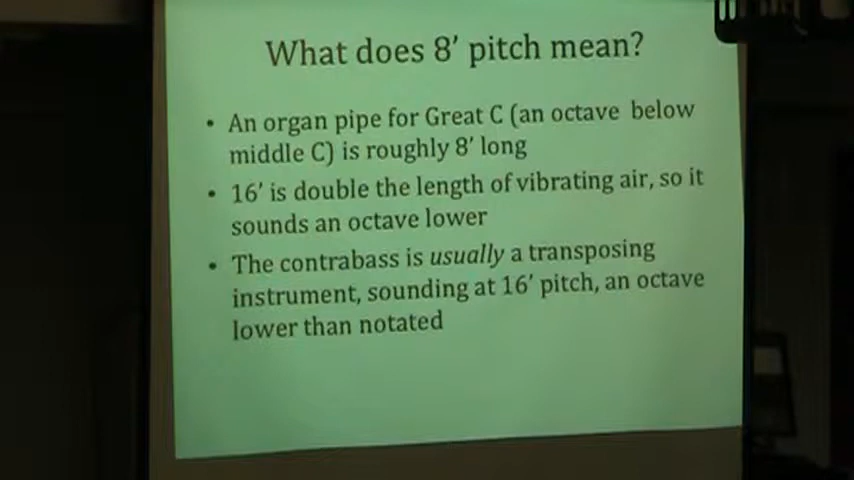 What does 8' pitch mean?
• An organ pipe for Great C (an octave below
middle C) is roughly 8' long
• 16' is double the length of vibrating air, so it
sounds an octave lower
• The contrabass is usually a transposing
instrument, sounding at 16' pitch, an octave
lower than notated